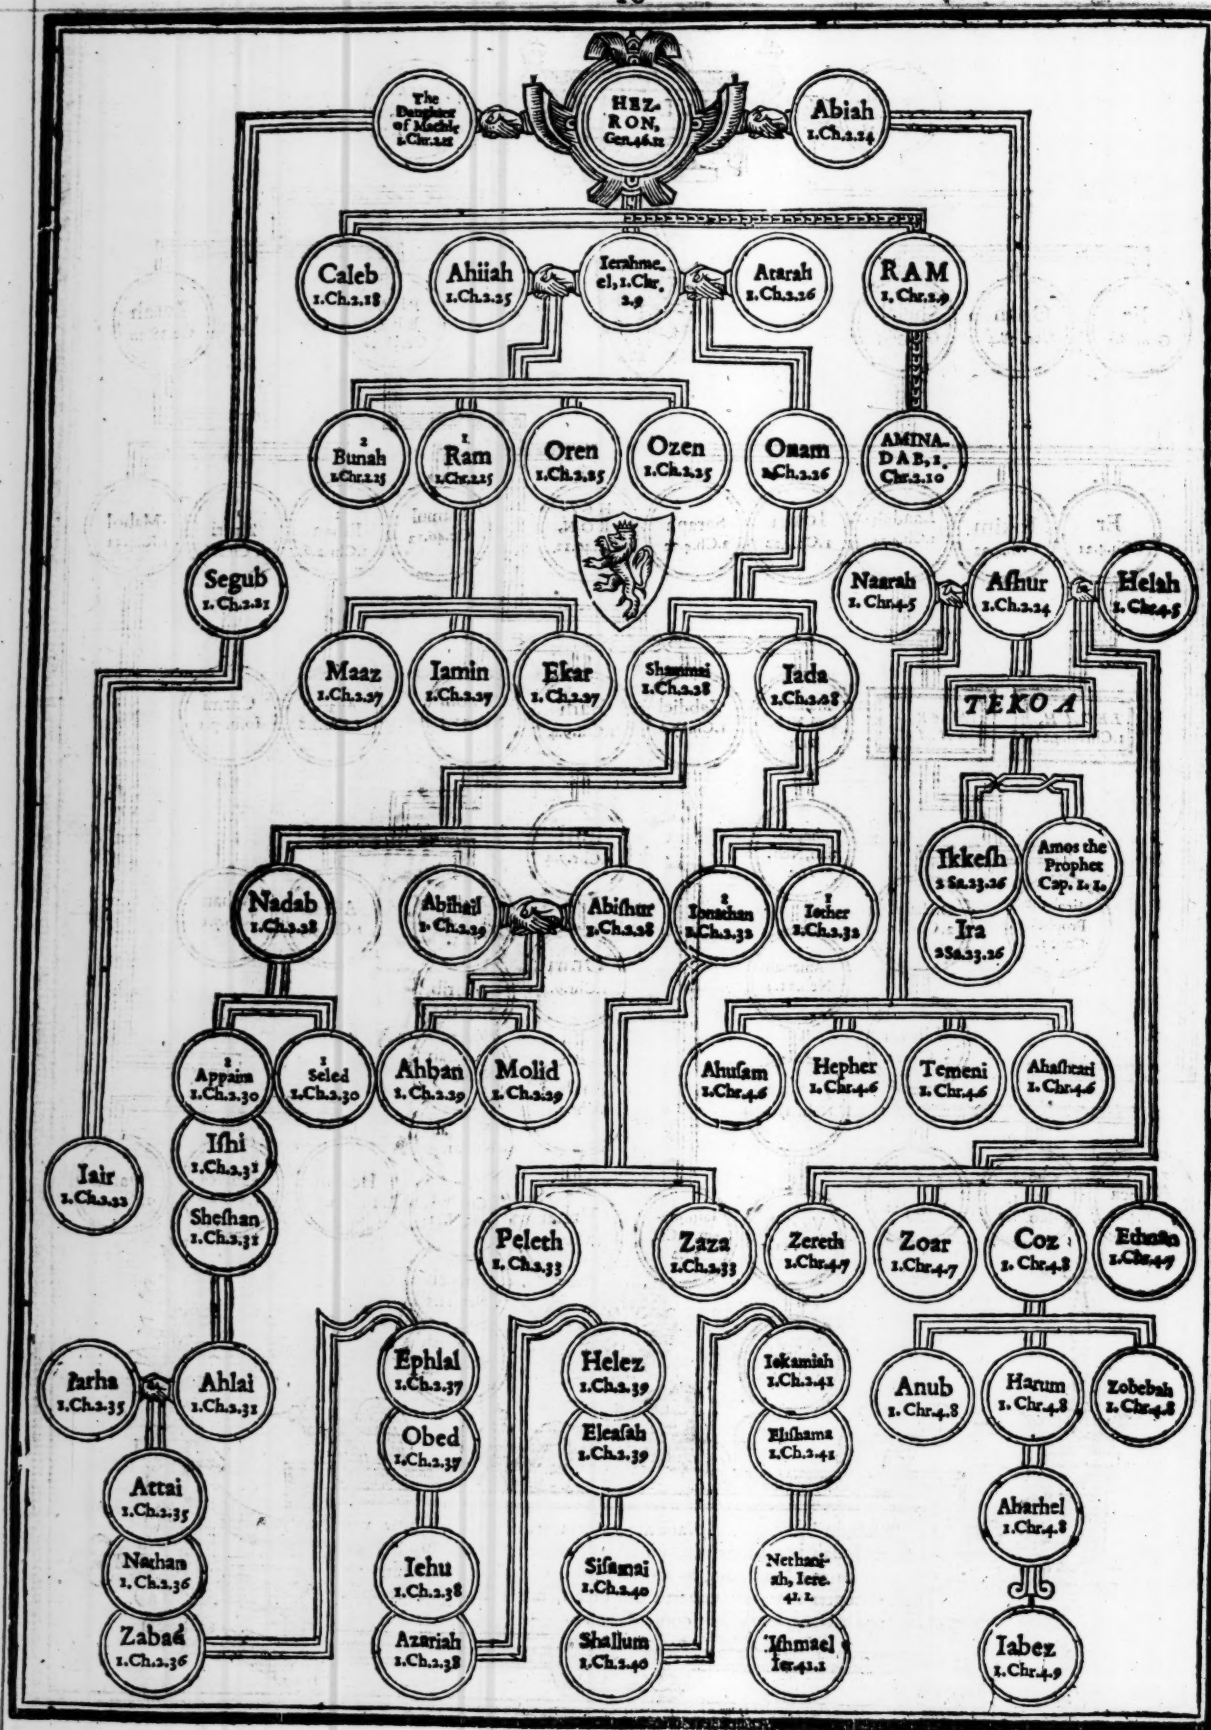 The
Daughter
of Machir
1.Chr.2.21
HEZ-
RON,
Gen.46.12
Abiah
1.Ch.2.24
Caleb
1.Ch.2.18
Ahiiah
1.Ch.2.25
Ierahme-
el, 1.Chr.
2.9
Atarah
1.Ch.2.26
RAM
1. Chr.2.9
2
Bunah
1.Chr.2.25
1
Ram
1.Chr.2.25
Oren
1.Ch.2.25
Ozen
1.Ch.2.25
Onam
1.Ch.2.26
AMINA-
DAB, 1.
Chr.2.10
Segub
1. Ch.2.21
Naarah
1. Chr.4.5
Aſhur
1.Ch.2.24
Helah
1. Chr.4.5
Maaz
1.Ch.2.27
Iamin
1.Ch.2.27
Ekar
1. Ch.2.27
Shammai
1.Ch.2.28
Iada
1.Ch.2.28
TEKOA
Ikkeſh
2 Sa.23.26
Ira
2 Sa.23.26
Amos the
Prophet
Cap. 1. 1.
Nadab
1.Ch.2.28
Abihail
1. Ch.2.29
Abiſhur
1.Ch.2.28
2
Ionathan
1.Ch.2.32
1
Iether
1.Ch.2.32
2
Appaim
1.Ch.2.30
1
Seled
1.Ch.2.30
Ahban
1. Ch.2.29
Molid
1. Ch.2.29
Ahuſam
1. Chr.4.6
Hepher
1. Chr.4.6
Temeni
1. Chr.4.6
Ahaſhtari
1. Chr.4.6
Iſhi
1.Ch.2.31
Sheſhan
1.Ch.2.31
Iair
1. Ch.2.22
Peleth
1. Ch.2.33
Zaza
1.Ch.2.33
Zereth
1.Chr.4.7
Zoar
1.Chr.4.7
Coz
1. Chr.4.8
Ethnan
1.Chr.4.7
Iarha
1.Ch.2.35
Ahlai
1.Ch.2.31
Ephlal
1.Ch.2.37
Helez
1.Ch.2.39
Iekamiah
1.Ch.2.41
Anub
1. Chr.4.8
Harum
1. Chr.4.8
Zobebah
1. Chr.4.8
Obed
1.Ch.2.37
Eleaſah
1.Ch.2.39
Eliſhama
1.Ch.2.41
Attai
1.Ch.2.35
Nathan
1. Ch.2.36
Zabad
1.Ch.2.36
Iehu
1.Ch.2.38
Azariah
1.Ch.2.38
Siſamai
1.Ch.2.40
Shallum
1.Ch.2.40
Nethani-
ah, Iere.
41. 1.
Iſhmael
Ier.41.1
Aharhel
1.Chr.4.8
Iabez
1.Chr.4.9